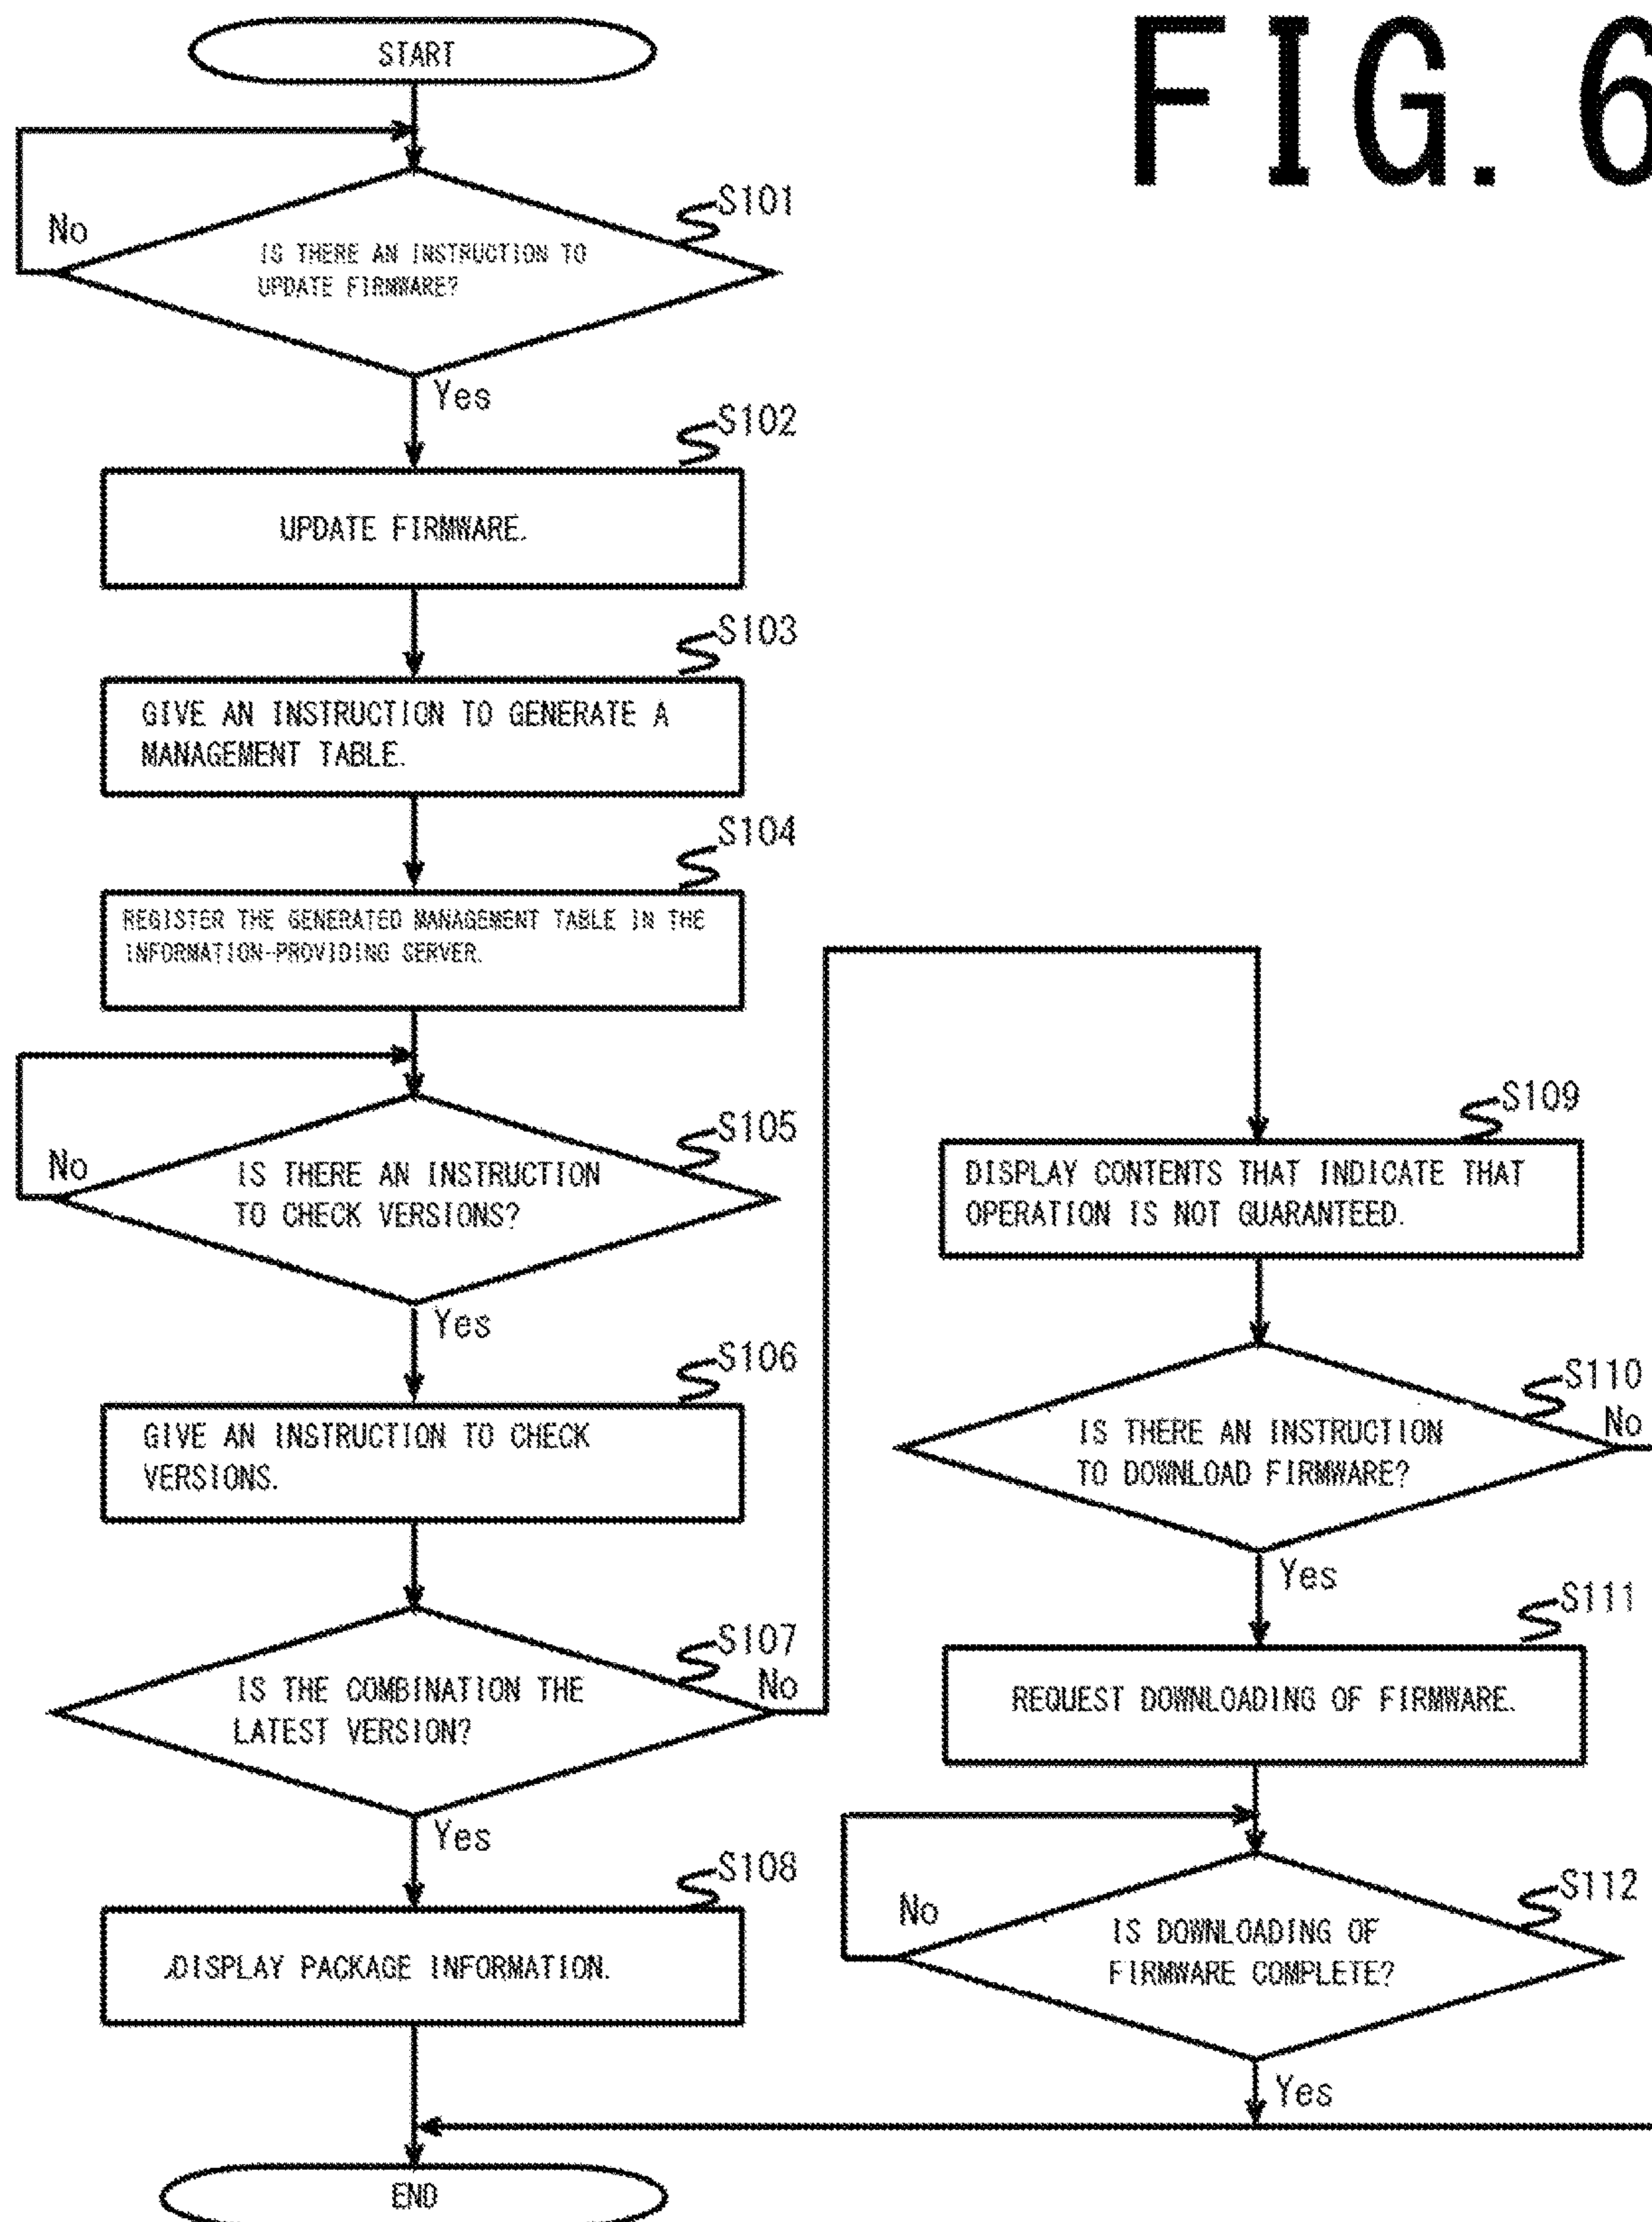 FIG. 6
START
S101
No
IS THERE AN INSTRUCTION TO
UPDATE FIRMWARE?
Yes
S102
UPDATE FIRMWARE.
S103
GIVE AN INSTRUCTION TO GENERATE A
MANAGEMENT TABLE.
S104
REGISTER THE GENERATED MANAGEMENT TABLE IN THE
INFORMATION-PROVIDING SERVER.
S105
No
IS THERE AN INSTRUCTION
TO CHECK VERSIONS?
Yes
S106
GIVE AN INSTRUCTION TO CHECK
VERSIONS.
S107
No
IS THE COMBINATION THE
LATEST VERSION?
Yes
S108
DISPLAY PACKAGE INFORMATION.
S109
DISPLAY CONTENTS THAT INDICATE THAT
OPERATION IS NOT GUARANTEED.
S110
No
IS THERE AN INSTRUCTION
TO DOWNLOAD FIRMWARE?
Yes
S111
REQUEST DOWNLOADING OF FIRMWARE.
S112
No
IS DOWNLOADING OF
FIRMWARE COMPLETE?
Yes
END